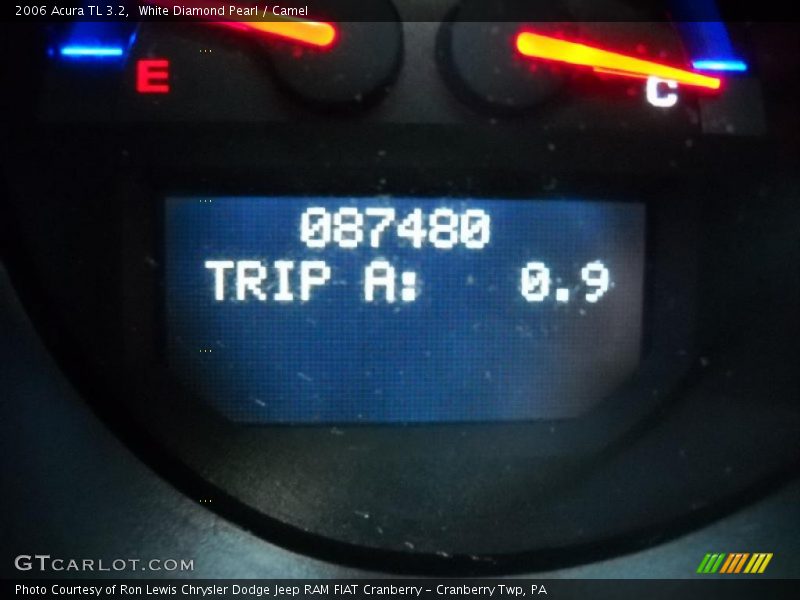 2006 Acura TL 3.2, White Diamond Pearl / Camel
E
C
087480
TRIP A: 0.9
GTCARLOT.COM
Photo Courtesy of Ron Lewis Chrysler Dodge Jeep RAM FIAT Cranberry - Cranberry Twp, PA